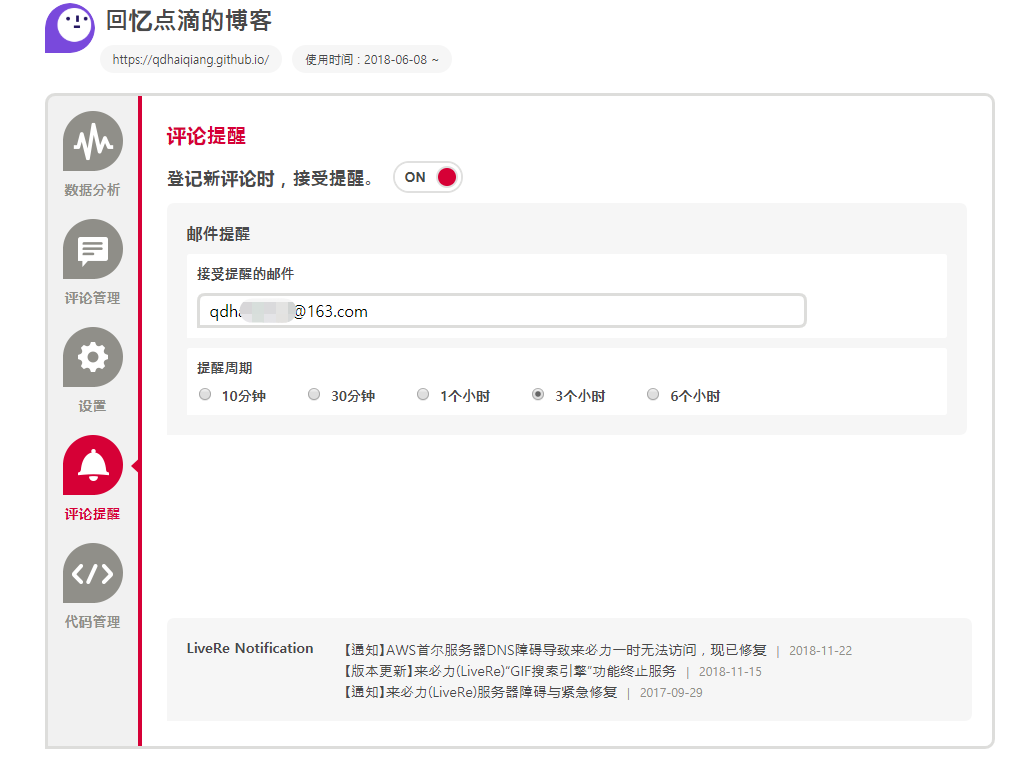 回忆点滴的博客
https://qdhaiqiang.github.io/
使用时间 : 2018-06-08 ~
数据分析
评论管理
设置
评论提醒
代码管理
评论提醒
登记新评论时，接受提醒。
ON
邮件提醒
接受提醒的邮件
qdha @163.com
提醒周期
10分钟 30分钟 1个小时 3个小时 6个小时
LiveRe Notification
【通知】AWS首尔服务器DNS障碍导致来必力一时无法访问，现已修复 | 2018-11-22
【版本更新】来必力(LiveRe)“GIF搜索引擎”功能终止服务 | 2018-11-15
【通知】来必力(LiveRe)服务器障碍与紧急修复 | 2017-09-29